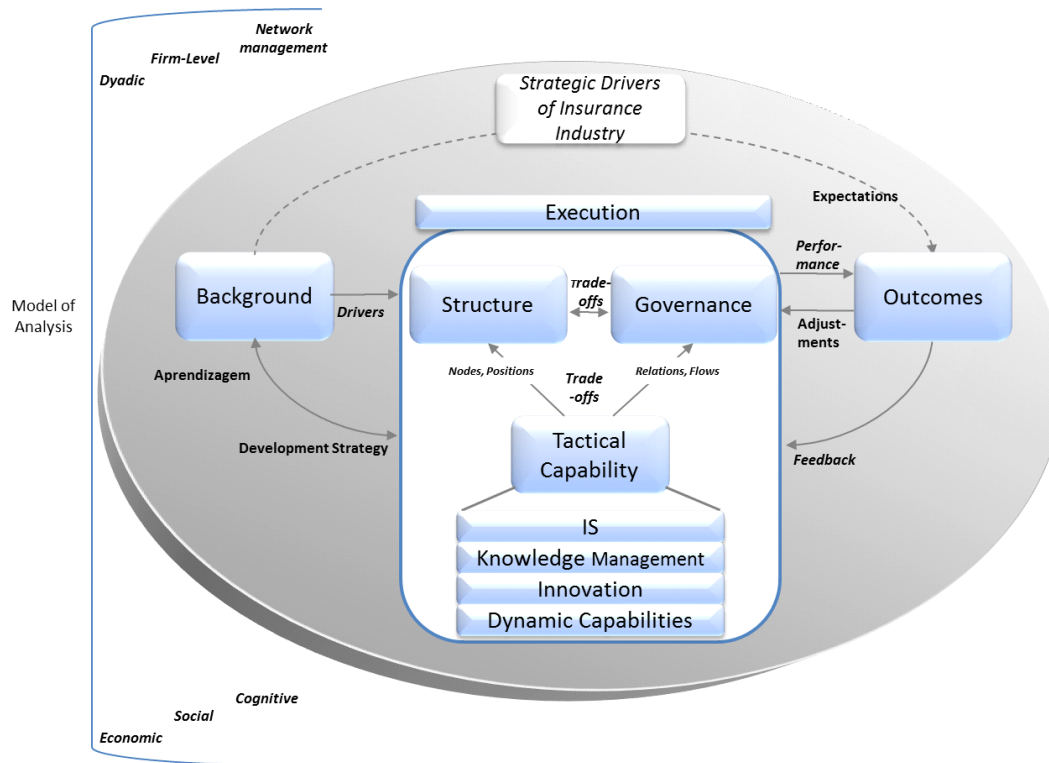 Network
management
Firm-Level
Dyadic
Strategic Drivers
of Insurance
Industry
Expectations
Execution
Perfor-
mance
Background
Drivers
Structure
Trade-
offs
Governance
Outcomes
Adjust-
ments
Model of
Analysis
Aprendizagem
Nodes, Positions
Trade
-offs
Relations, Flows
Development Strategy
Tactical
Capability
Feedback
IS
Knowledge Management
Innovation
Dynamic Capabilities
Cognitive
Social
Economic